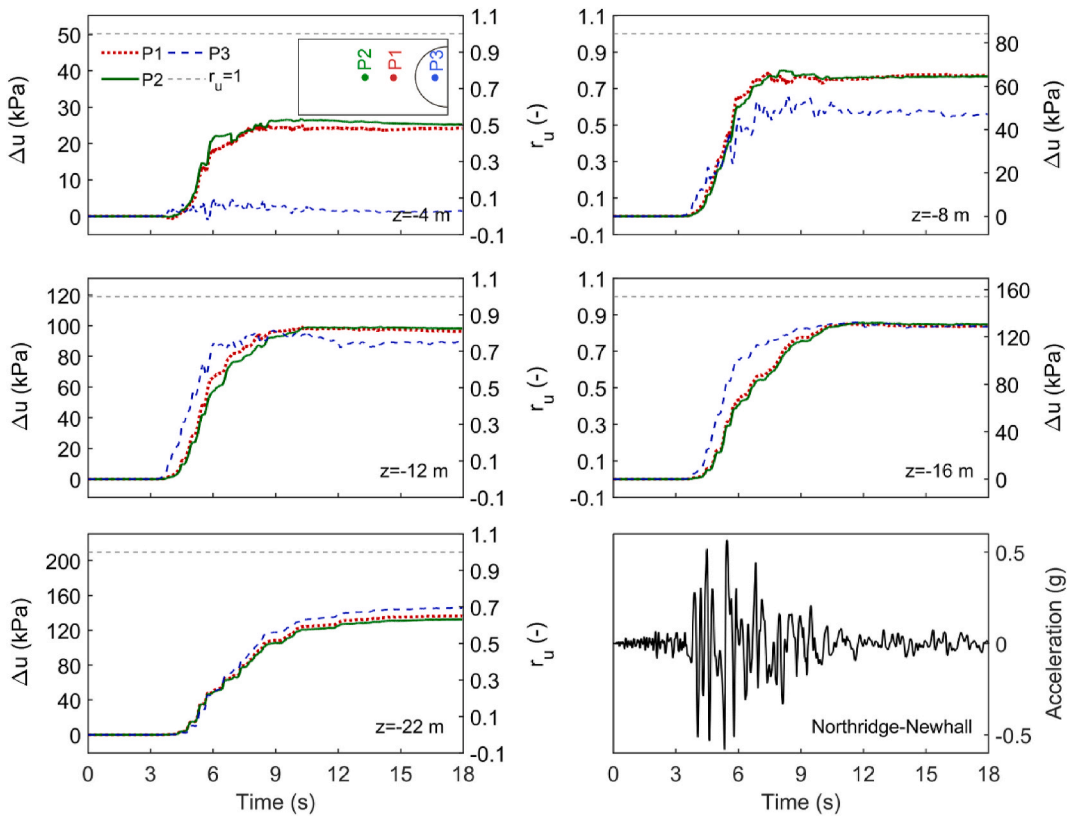 Δu (kPa)
50
40
30
20
10
0
P1
P3
P2
r_u=1
P2
P1
P3
z=-4 m
1.1
0.9
0.7
0.5
0.3
0.1
-0.1
r_u (-)
1.1
0.9
0.7
0.5
0.3
0.1
-0.1
z=-8 m
80
60
40
20
0
Δu (kPa)
Δu (kPa)
120
100
80
60
40
20
0
z=-12 m
1.1
0.9
0.7
0.5
0.3
0.1
-0.1
r_u (-)
1.1
0.9
0.7
0.5
0.3
0.1
-0.1
z=-16 m
160
120
80
40
0
Δu (kPa)
Δu (kPa)
200
160
120
80
40
0
z=-22 m
1.1
0.9
0.7
0.5
0.3
0.1
-0.1
r_u (-)
0 3 6 9 12 15 18
Time (s)
Northridge-Newhall
0.5
0
-0.5
Acceleration (g)
0 3 6 9 12 15 18
Time (s)